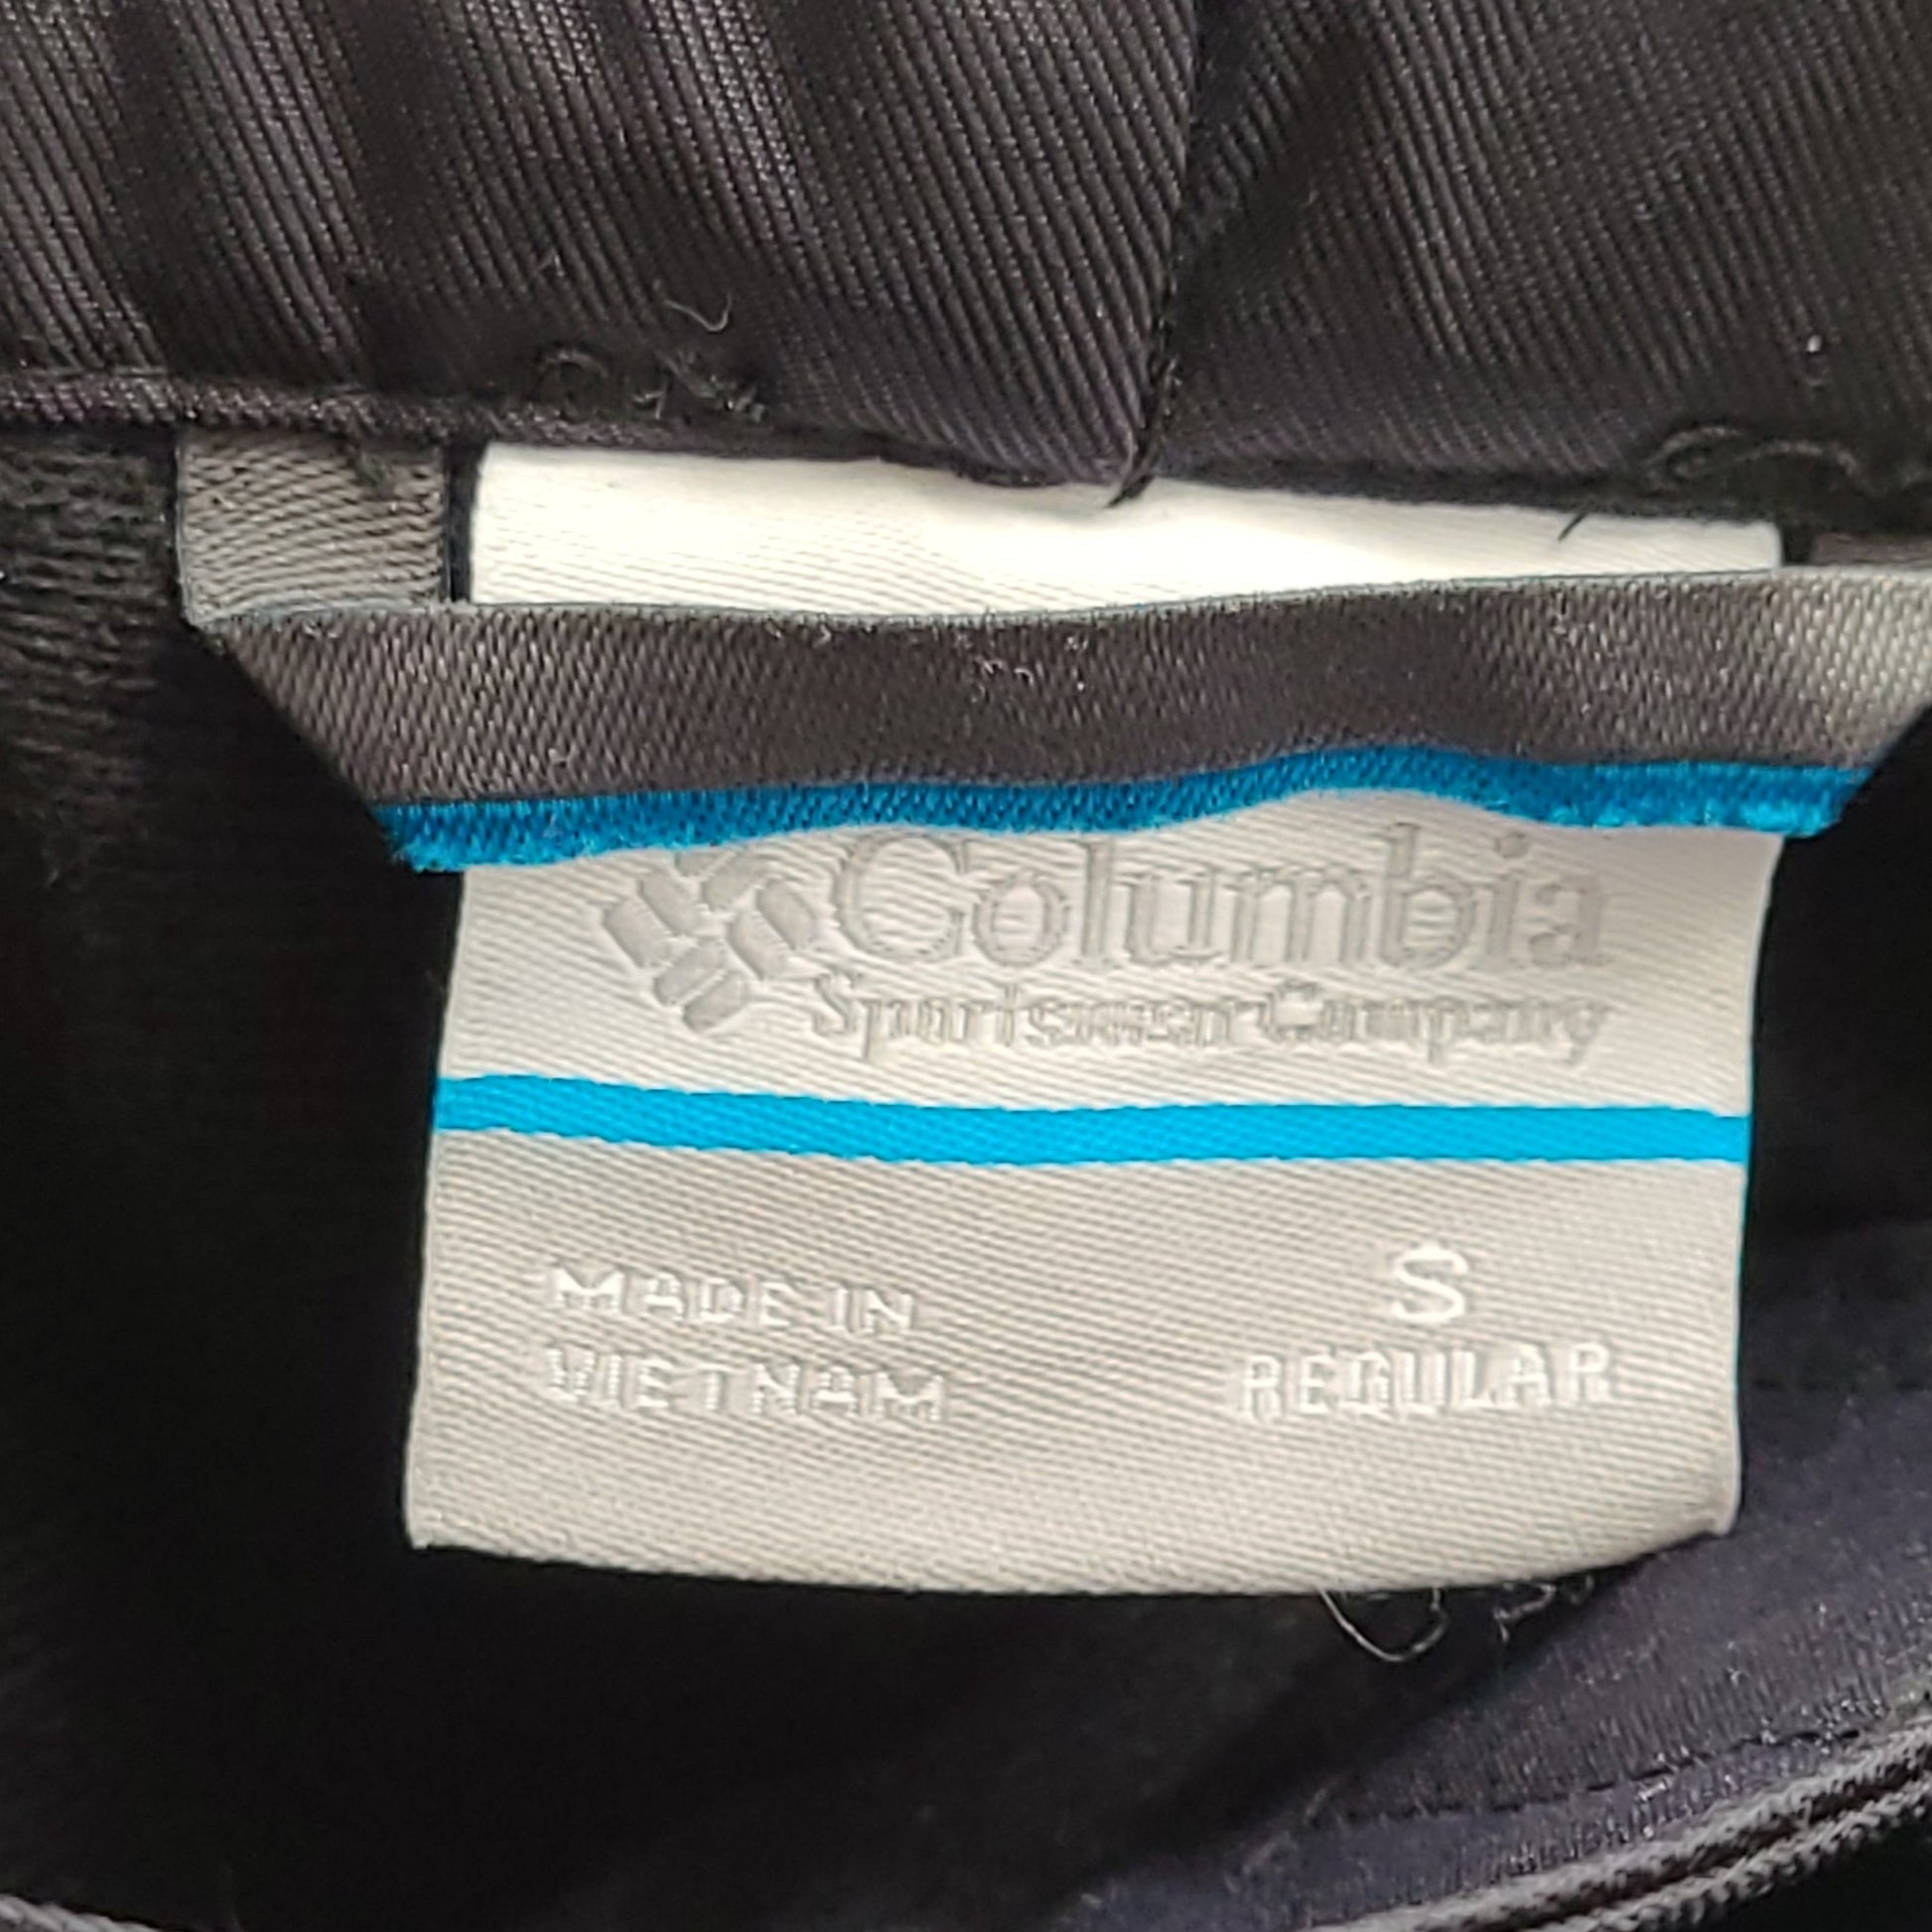 Columbia
Sportswear Company
MADE IN
VIETNAM
S
REGULAR